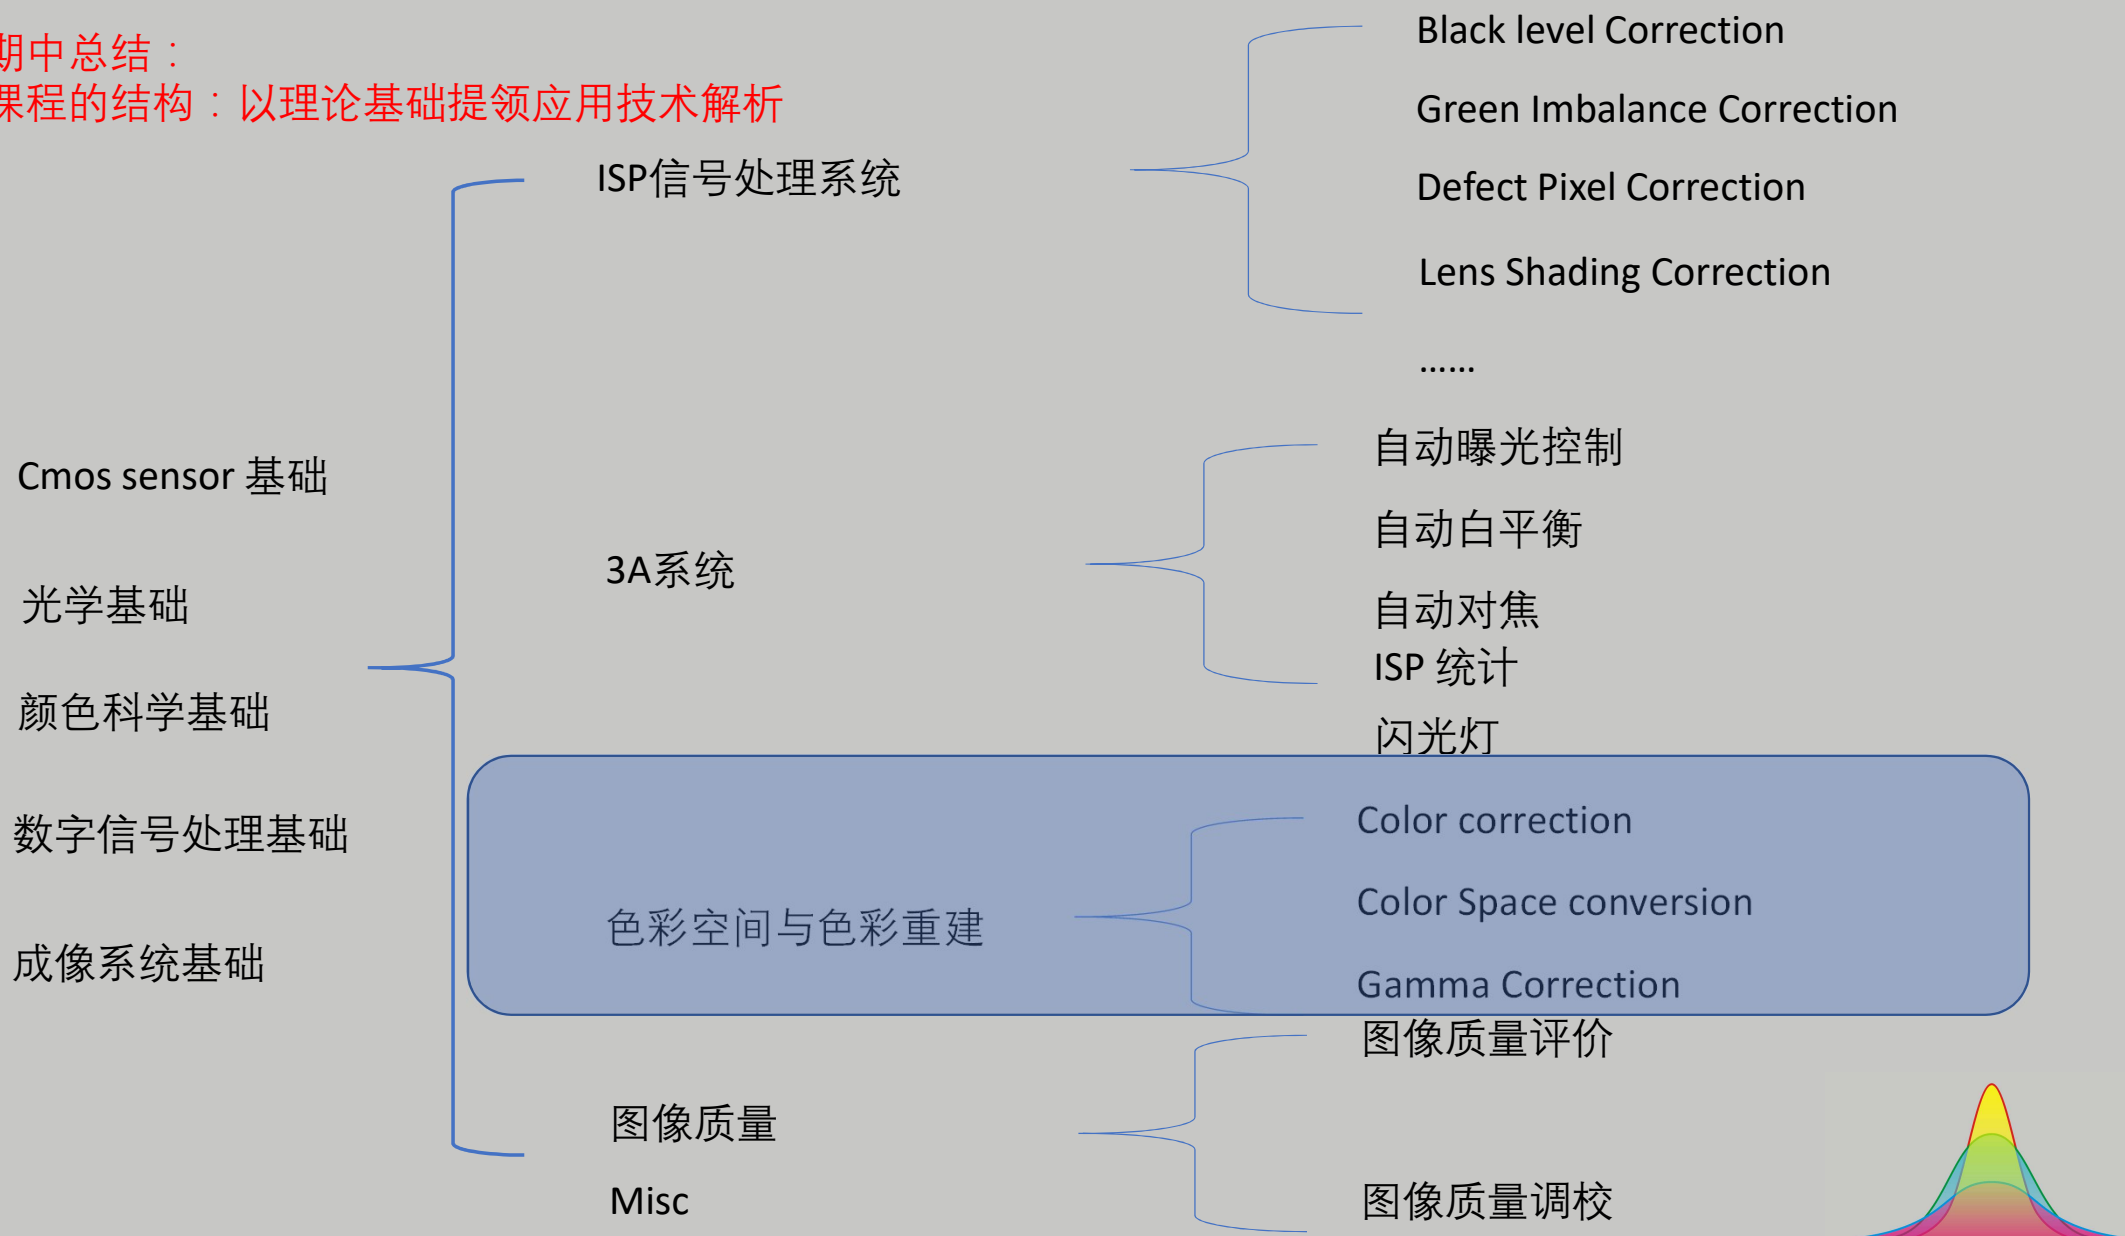 期中总结：
课程的结构：以理论基础提领应用技术解析
Cmos sensor 基础
光学基础
颜色科学基础
数字信号处理基础
成像系统基础
ISP信号处理系统
Black level Correction
Green Imbalance Correction
Defect Pixel Correction
Lens Shading Correction
……
3A系统
自动曝光控制
自动白平衡
自动对焦
ISP 统计
闪光灯
色彩空间与色彩重建
Color correction
Color Space conversion
Gamma Correction
图像质量
图像质量评价
图像质量调校
Misc